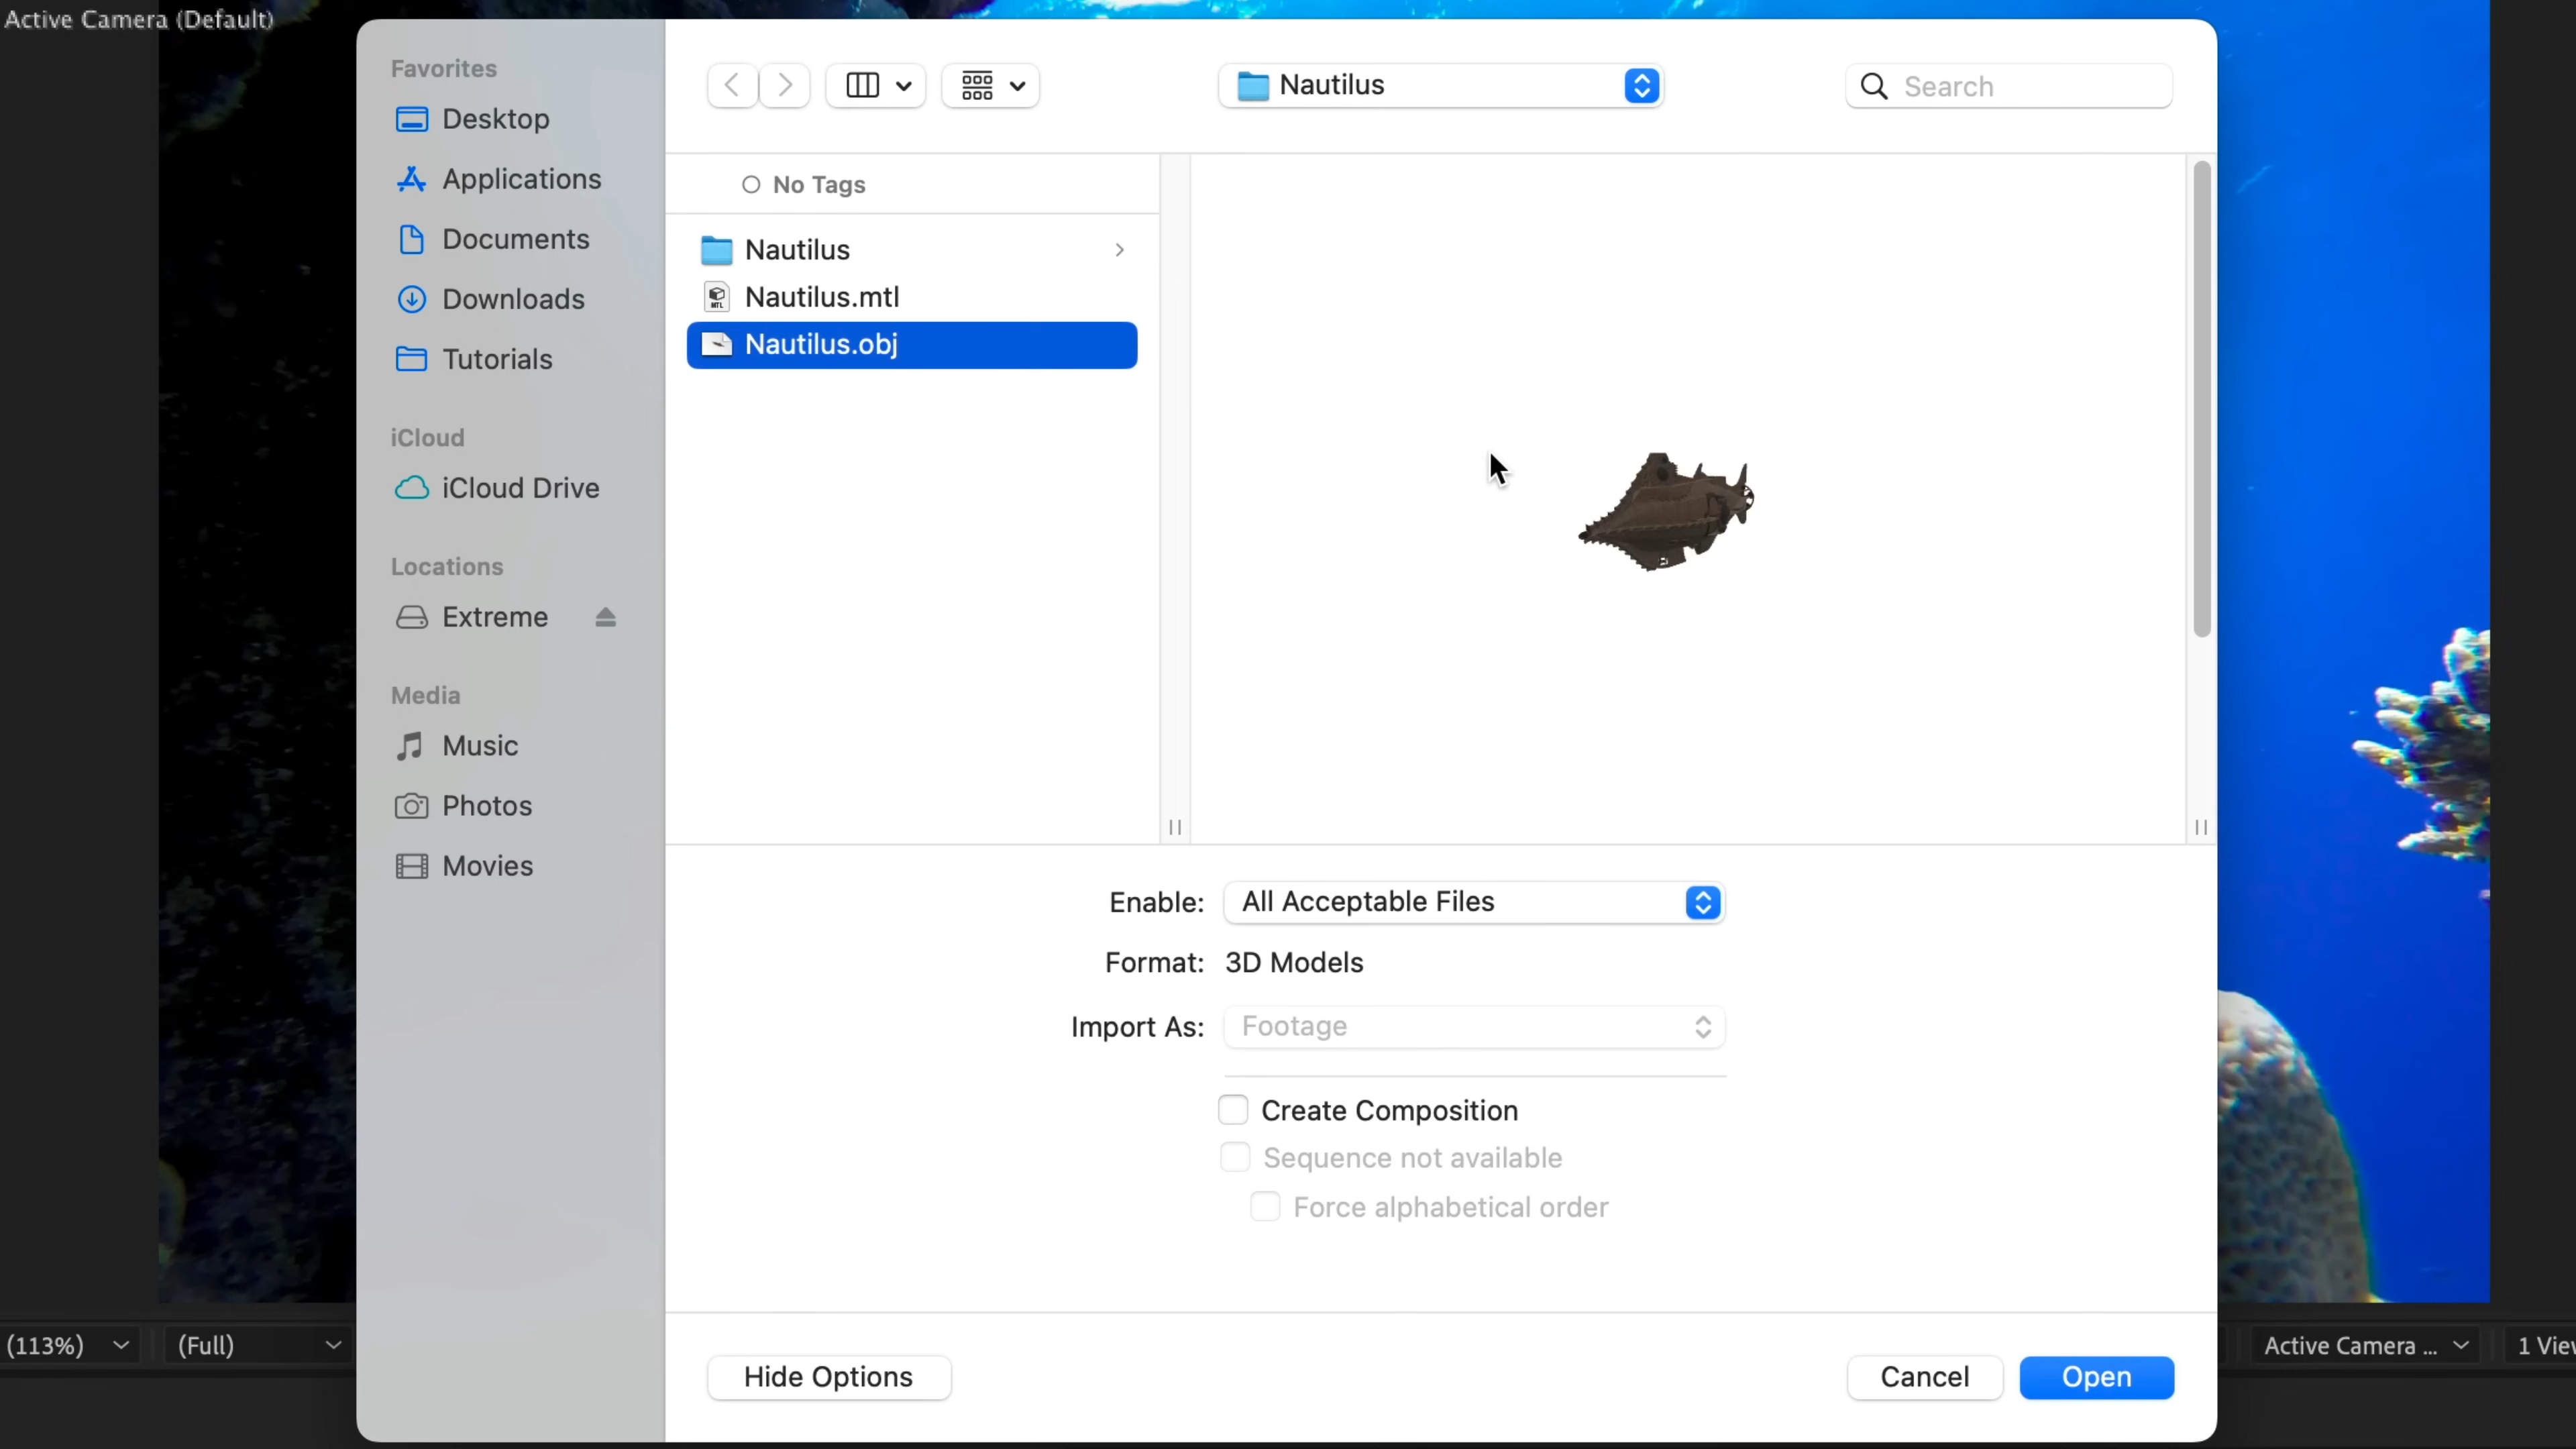 Active Camera (Default)
Favorites
Desktop
Applications
Documents
Downloads
Tutorials
iCloud
iCloud Drive
Locations
Extreme
Media
Music
Photos
Movies
Nautilus
Search
No Tags
Nautilus
Nautilus.mtl
Nautilus.obj
Enable: All Acceptable Files
Format: 3D Models
Import As: Footage
Create Composition
Sequence not available
Force alphabetical order
Hide Options
Cancel
Open
(113%)
(Full)
Active Camera ...
1 View